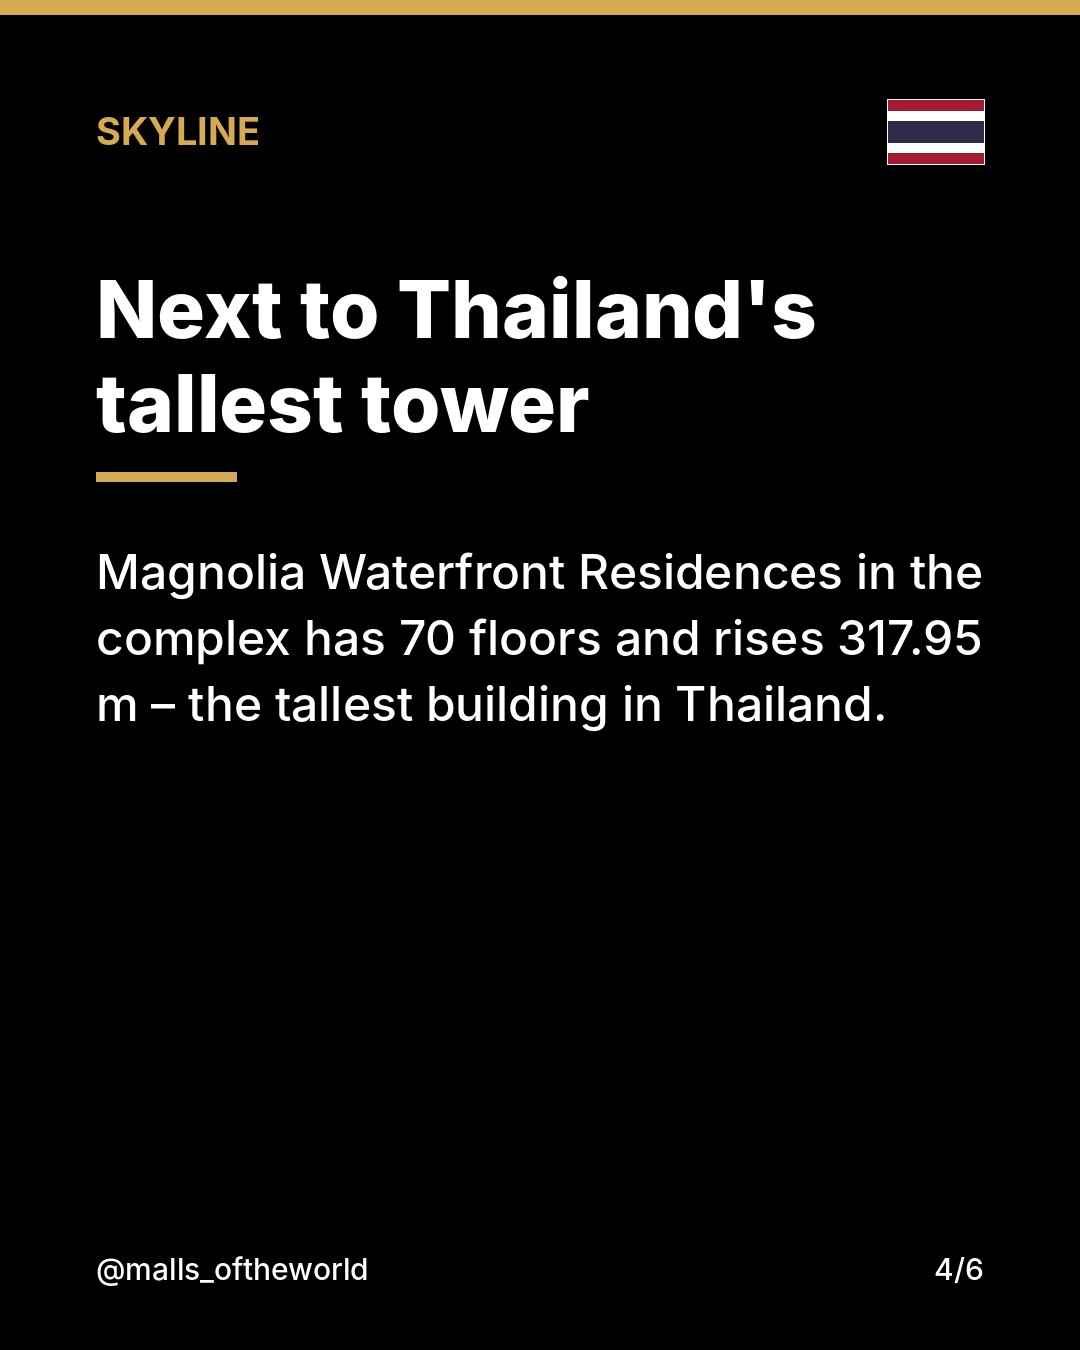 SKYLINE
Next to Thailand's
tallest tower
Magnolia Waterfront Residences in the
complex has 70 floors and rises 317.95
m – the tallest building in Thailand.
@malls_oftheworld
4/6